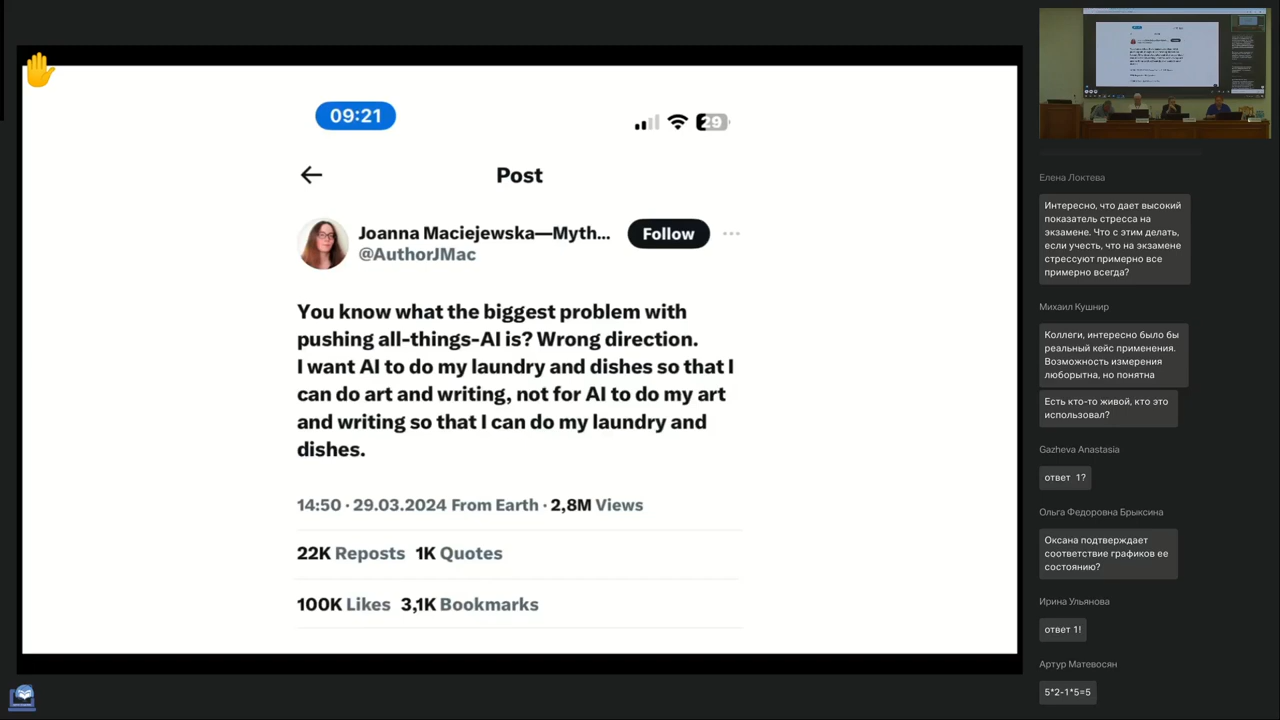 09:21
29
Post
Joanna Maciejewska—Myth...
Follow
@AuthorJMac
You know what the biggest problem with
pushing all-things-AI is? Wrong direction.
I want AI to do my laundry and dishes so that I
can do art and writing, not for AI to do my art
and writing so that I can do my laundry and
dishes.
14:50 · 29.03.2024 From Earth · 2,8M Views
22K Reposts 1K Quotes
100K Likes 3,1K Bookmarks
Елена Локтева
Интересно, что дает высокий
показатель стресса на
экзамене. Что с этим делать,
если учесть, что на экзамене
стрессуют примерно все
примерно всегда?
Михаил Кушнир
Коллеги, интересно было бы
реальный кейс применения.
Возможность измерения
люборытна, но понятна
Есть кто-то живой, кто это
использовал?
Gazheva Anastasia
ответ 1?
Ольга Федоровна Брыксина
Оксана подтверждает
соответствие графиков ее
состоянию?
Ирина Ульянова
ответ 1!
Артур Матевосян
5*2-1*5=5